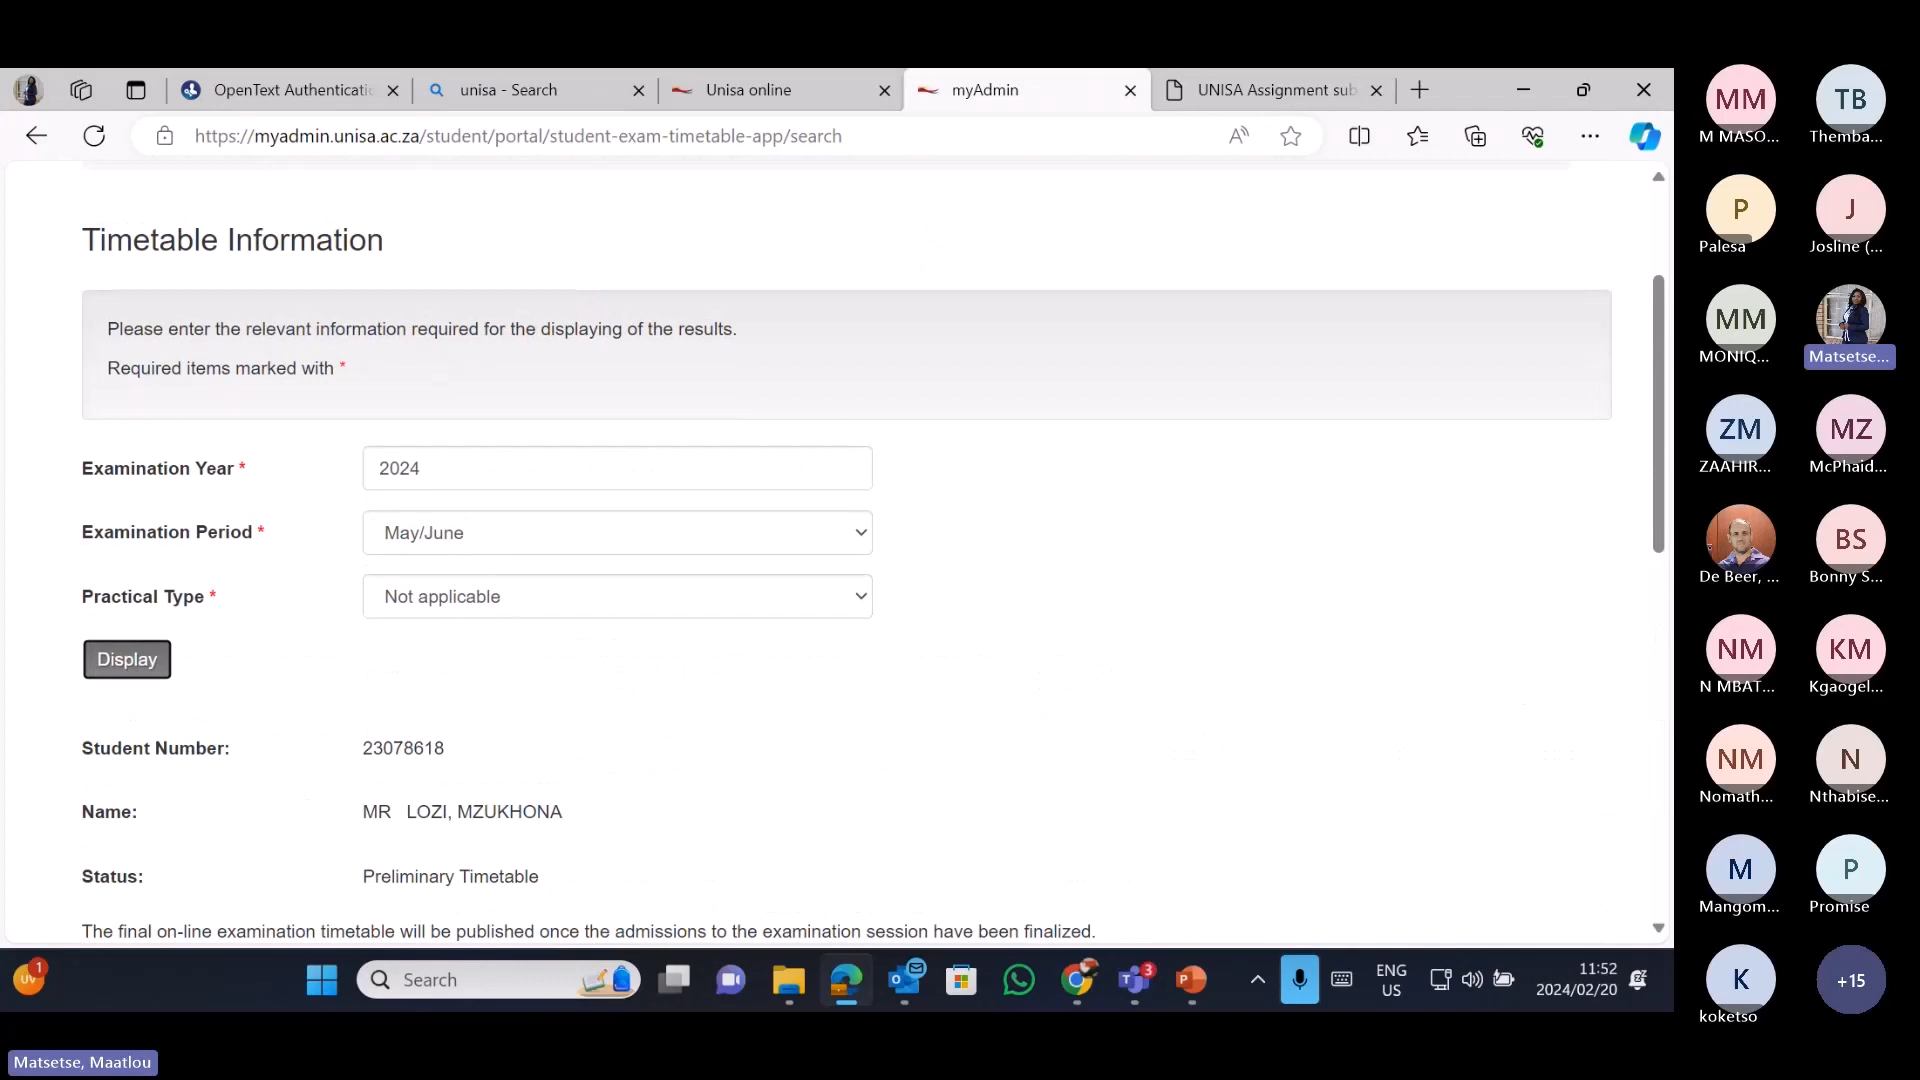 OpenText Authenticatic
unisa - Search
Unisa online
myAdmin
UNISA Assignment sub
https://myadmin.unisa.ac.za/student/portal/student-exam-timetable-app/search
Timetable Information
Please enter the relevant information required for the displaying of the results.
Required items marked with *
Examination Year * 2024
Examination Period * May/June
Practical Type * Not applicable
Display
Student Number: 23078618
Name: MR LOZI, MZUKHONA
Status: Preliminary Timetable
The final on-line examination timetable will be published once the admissions to the examination session have been finalized.
UV 1
Search
3
ENG
US
11:52
2024/02/20
Matsetse, Maatlou
MM TB
M MASO... Themba...
P J
Palesa Josline (...
MM
MONIQ... Matsetse...
ZM MZ
ZAAHIR... McPhaid...
BS
De Beer, ... Bonny S...
NM KM
N MBAT... Kgaogel...
NM N
Nomath... Nthabise...
M P
Mangom... Promise
K +15
koketso